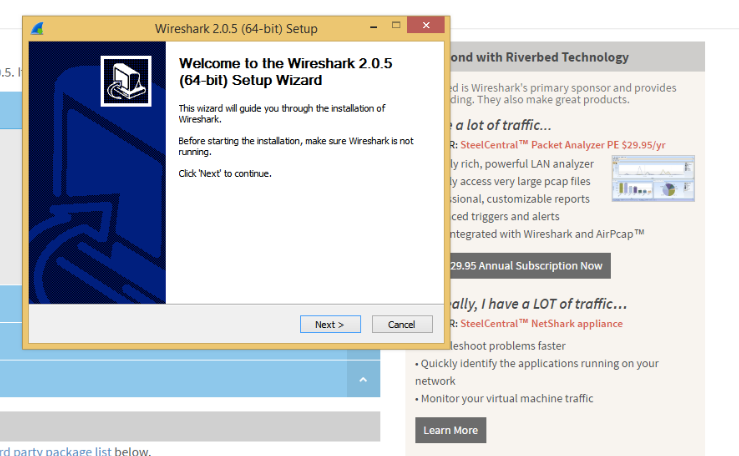 Wireshark 2.0.5 (64-bit) Setup
Welcome to the Wireshark 2.0.5
(64-bit) Setup Wizard
This wizard will guide you through the installation of
Wireshark.
Before starting the installation, make sure Wireshark is not
running.
Click 'Next' to continue.
Next >
Cancel
.5.
rd party package list below.
ond with Riverbed Technology
ed is Wireshark's primary sponsor and provides
ding. They also make great products.
e a lot of traffic...
R: SteelCentral™ Packet Analyzer PE $29.95/yr
ly rich, powerful LAN analyzer
ly access very large pcap files
ssional, customizable reports
ced triggers and alerts
ntegrated with Wireshark and AirPcap™
29.95 Annual Subscription Now
ally, I have a LOT of traffic...
R: SteelCentral™ NetShark appliance
leshoot problems faster
• Quickly identify the applications running on your
network
• Monitor your virtual machine traffic
Learn More